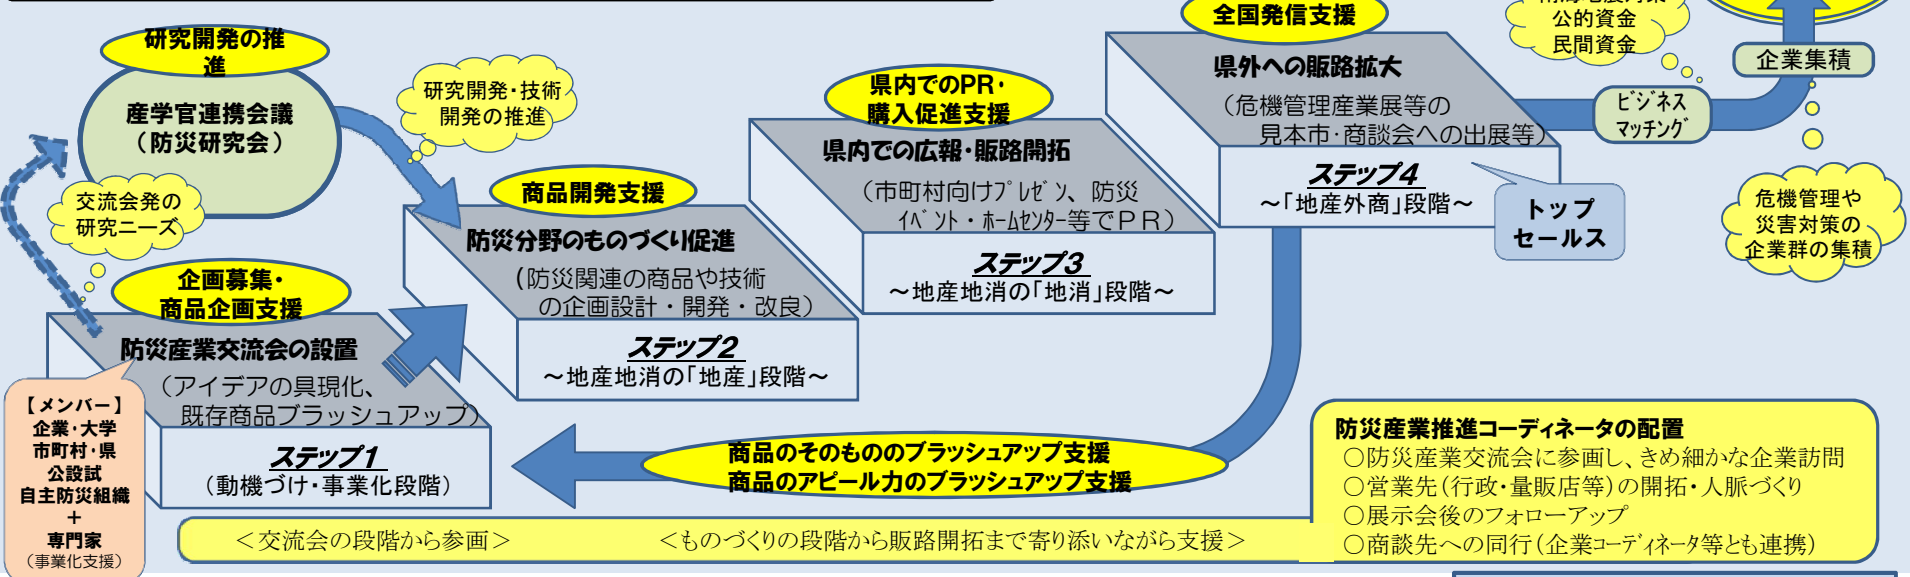 全国発信支援
公的資金
民間資金
企業集積
研究開発の推
進
産学官連携会議
(防災研究会)
研究開発・技術
開発の推進
県内でのPR・
購入促進支援
県外への販路拡大
(危機管理産業展等の
見本市・商談会への出展等)
ビジネス
マッチング
県内での広報・販路開拓
(市町村向けプレゼン、防災
イベント・ホームセンター等でPR)
ステップ4
~「地産外商」段階~
トップ
セールス
危機管理や
災害対策の
企業群の集積
交流会発の
研究ニーズ
商品開発支援
防災分野のものづくり促進
(防災関連の商品や技術
の企画設計・開発・改良)
ステップ3
~地産地消の「地消」段階~
企画募集・
商品企画支援
ステップ2
~地産地消の「地産」段階~
防災産業交流会の設置
(アイデアの具現化、
既存商品ブラッシュアップ)
ステップ1
(動機づけ・事業化段階)
【メンバー】
企業・大学
市町村・県
公設試
自主防災組織
+
専門家
(事業化支援)
商品のそのもののブラッシュアップ支援
商品のアピール力のブラッシュアップ支援
防災産業推進コーディネータの配置
○防災産業交流会に参画し、きめ細かな企業訪問
○営業先(行政・量販店等)の開拓・人脈づくり
○展示会後のフォローアップ
○商談先への同行(企業コーディネータ等とも連携)
<交流会の段階から参画>
<ものづくりの段階から販路開拓まで寄り添いながら支援>